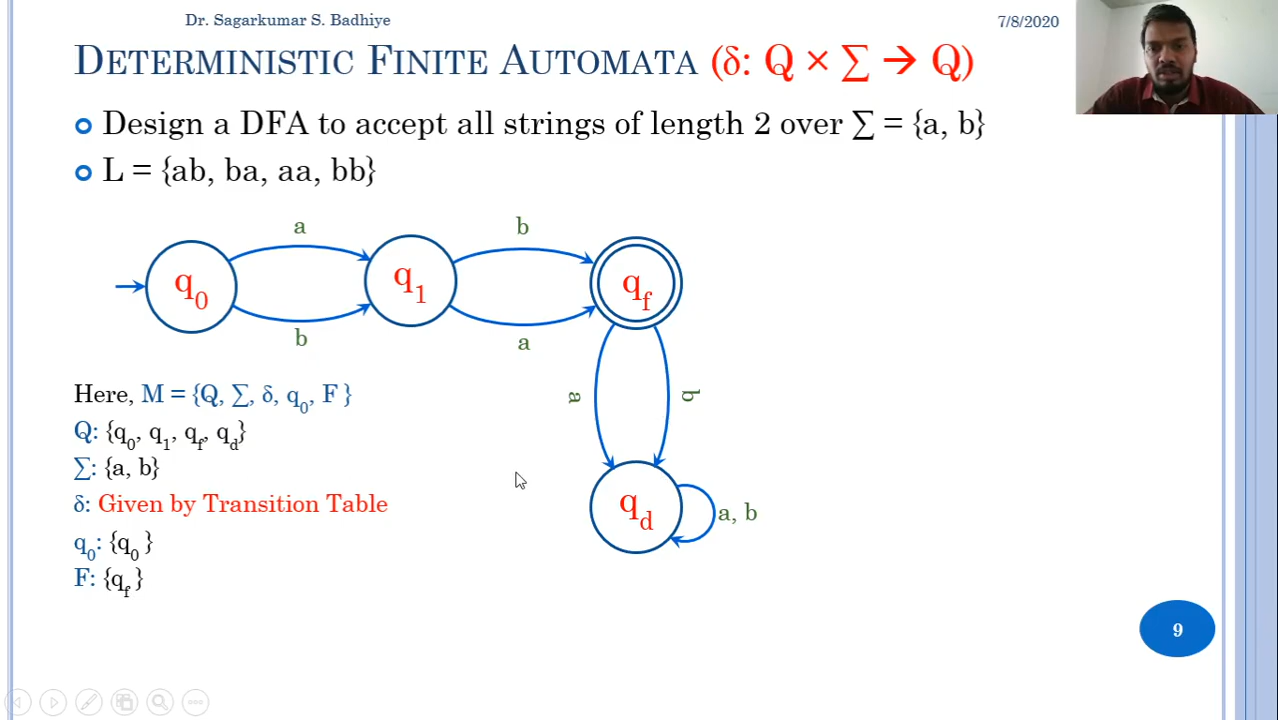 Dr. Sagarkumar S. Badhiye
7/8/2020
DETERMINISTIC FINITE AUTOMATA (δ: Q × ∑ → Q)
Design a DFA to accept all strings of length 2 over ∑ = {a, b}
L = {ab, ba, aa, bb}
a
b
q0
q1
qf
b
a
Here, M = {Q, ∑, δ, q0, F }
a
b
Q: {q0, q1, qf, qd}
∑: {a, b}
δ: Given by Transition Table
qd
a, b
q0: {q0 }
F: {qf }
9